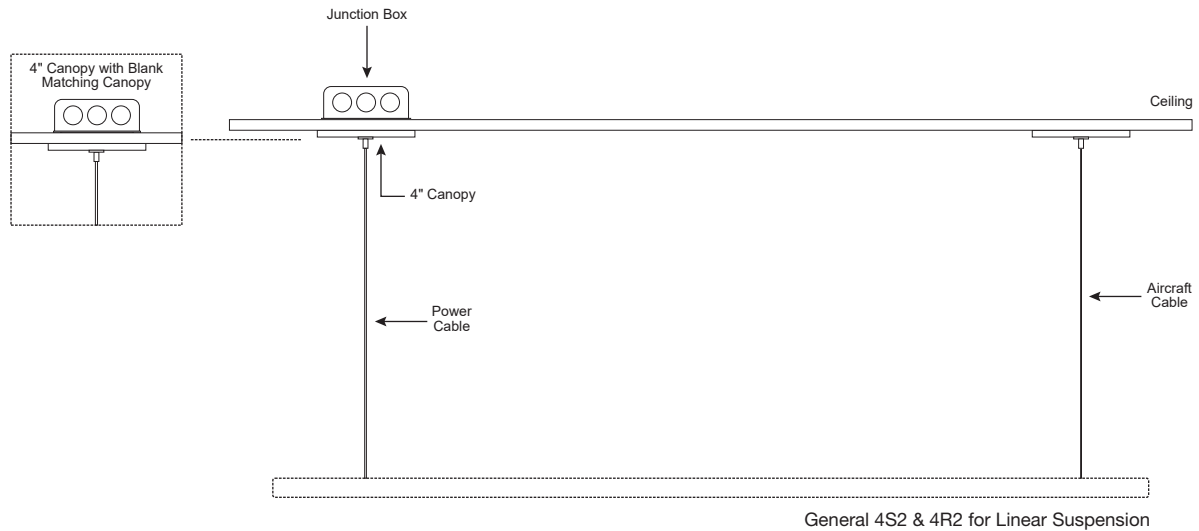 Junction Box
4" Canopy with Blank
Matching Canopy
Ceiling
4" Canopy
Power
Cable
Aircraft
Cable
General 4S2 & 4R2 for Linear Suspension